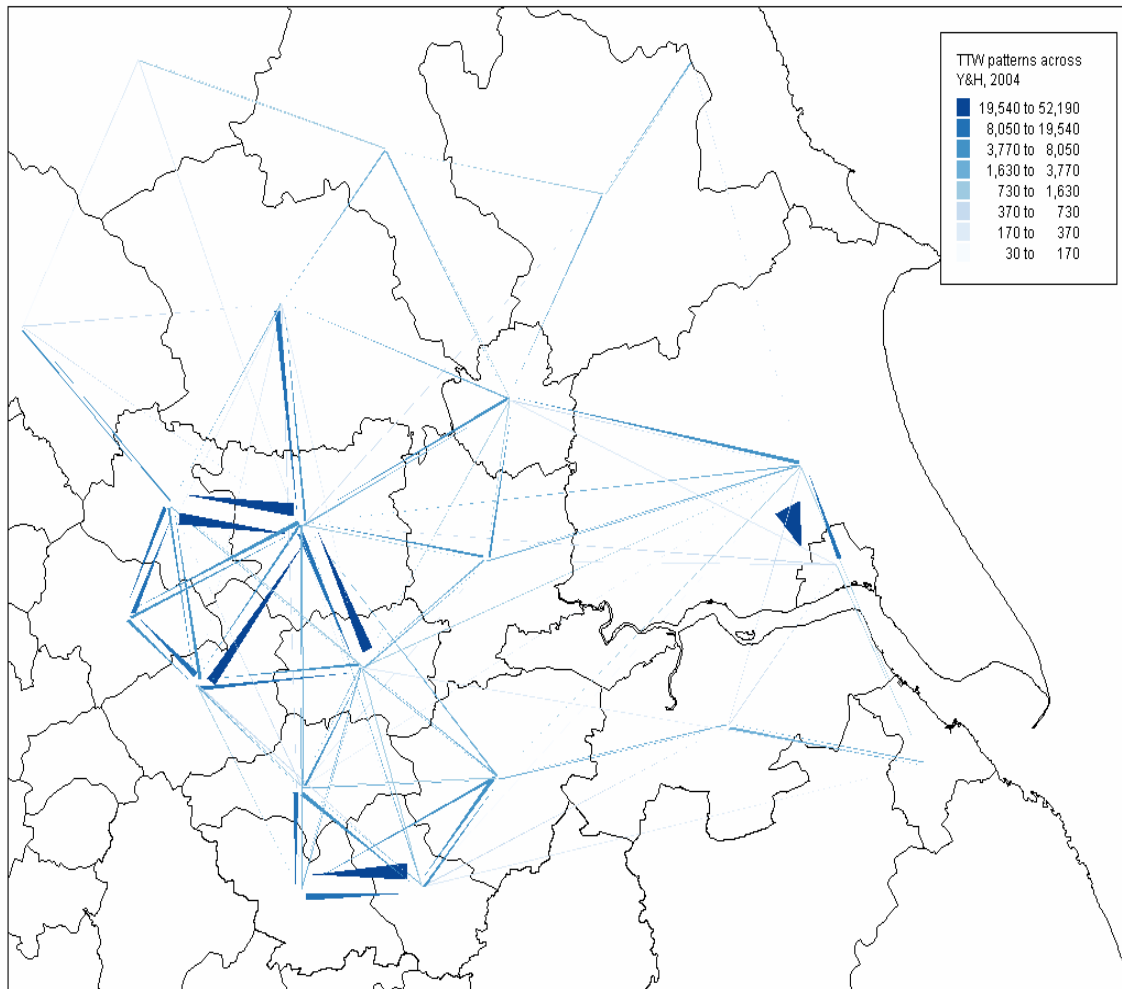 TTW patterns across
Y&H, 2004
19,540 to 52,190
8,050 to 19,540
3,770 to 8,050
1,630 to 3,770
730 to 1,630
370 to 730
170 to 370
30 to 170